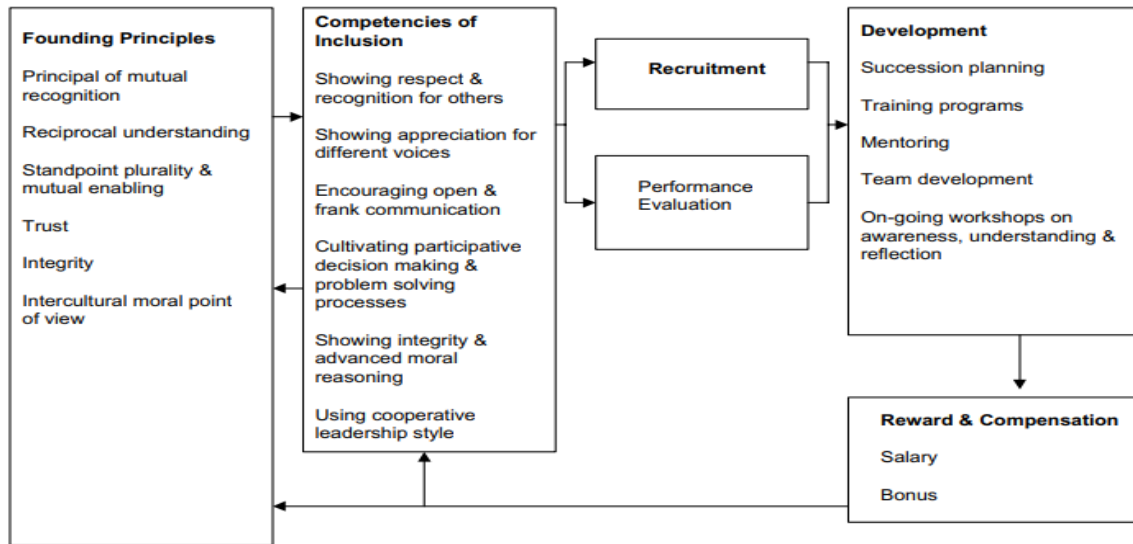 Founding Principles
Principal of mutual
recognition
Reciprocal understanding
Standpoint plurality &
mutual enabling
Trust
Integrity
Intercultural moral point
of view
Competencies of
Inclusion
Showing respect &
recognition for others
Showing appreciation for
different voices
Encouraging open &
frank communication
Cultivating participative
decision making &
problem solving
processes
Showing integrity &
advanced moral
reasoning
Using cooperative
leadership style
Recruitment
Performance
Evaluation
Development
Succession planning
Training programs
Mentoring
Team development
On-going workshops on
awareness, understanding &
reflection
Reward & Compensation
Salary
Bonus